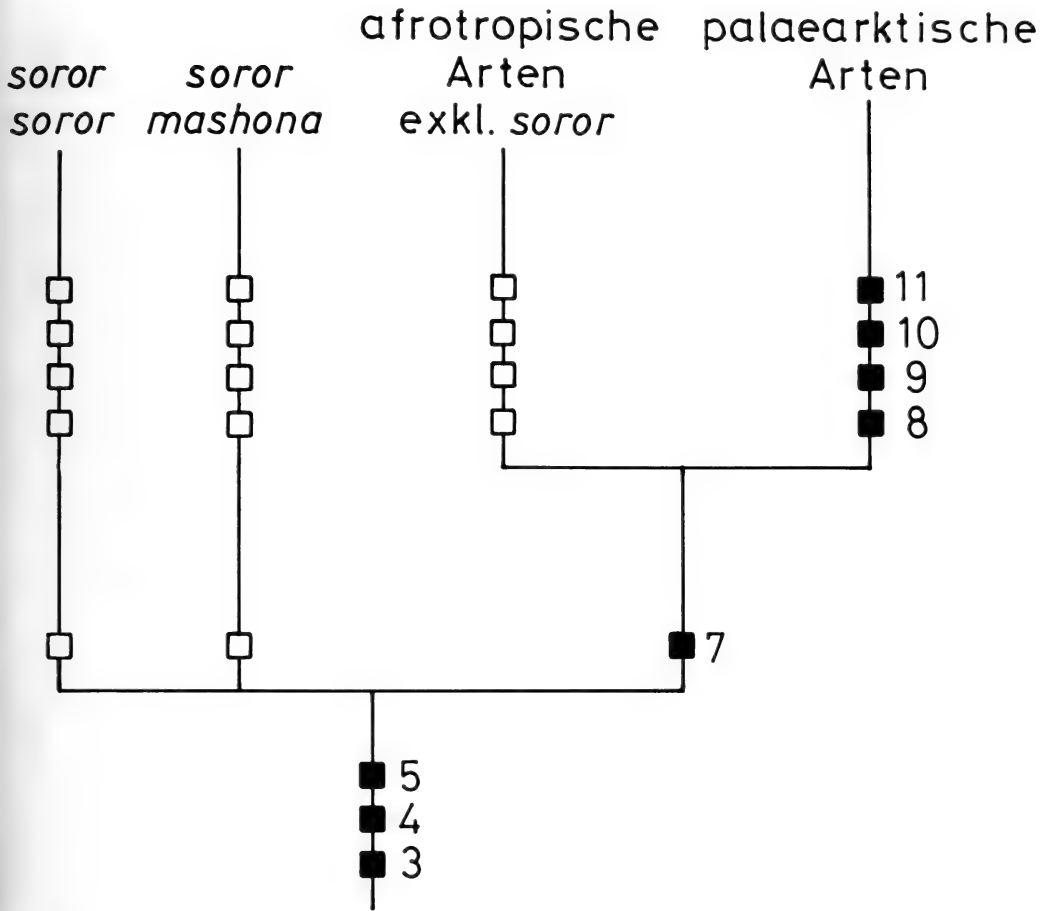 soror
soror
soror
mashona
afrotropische
Arten
exkl. soror
palaearktische
Arten
11
10
9
8
7
5
4
3